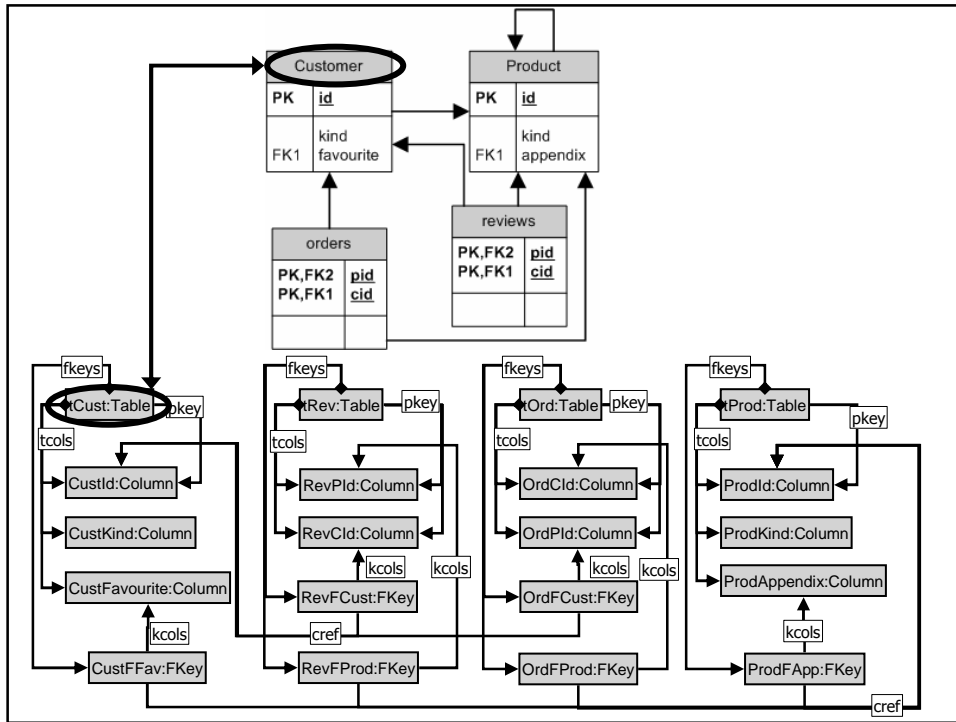 Customer
PK id
kind
FK1 favourite
Product
PK id
kind
FK1 appendix
orders
PK,FK2 pid
PK,FK1 cid
reviews
PK,FK2 pid
PK,FK1 cid
fkeys
fkeys
fkeys
fkeys
tCust:Table
pkey
tRev:Table
pkey
tOrd:Table
pkey
tProd:Table
pkey
tcols
tcols
tcols
tcols
CustId:Column
RevPId:Column
OrdCId:Column
ProdId:Column
CustKind:Column
RevCId:Column
OrdPId:Column
ProdKind:Column
kcols
kcols
kcols
kcols
CustFavourite:Column
ProdAppendix:Column
RevFCust:FKey
OrdFCust:FKey
kcols
cref
kcols
CustFFav:FKey
RevFProd:FKey
OrdFProd:FKey
ProdFApp:FKey
cref